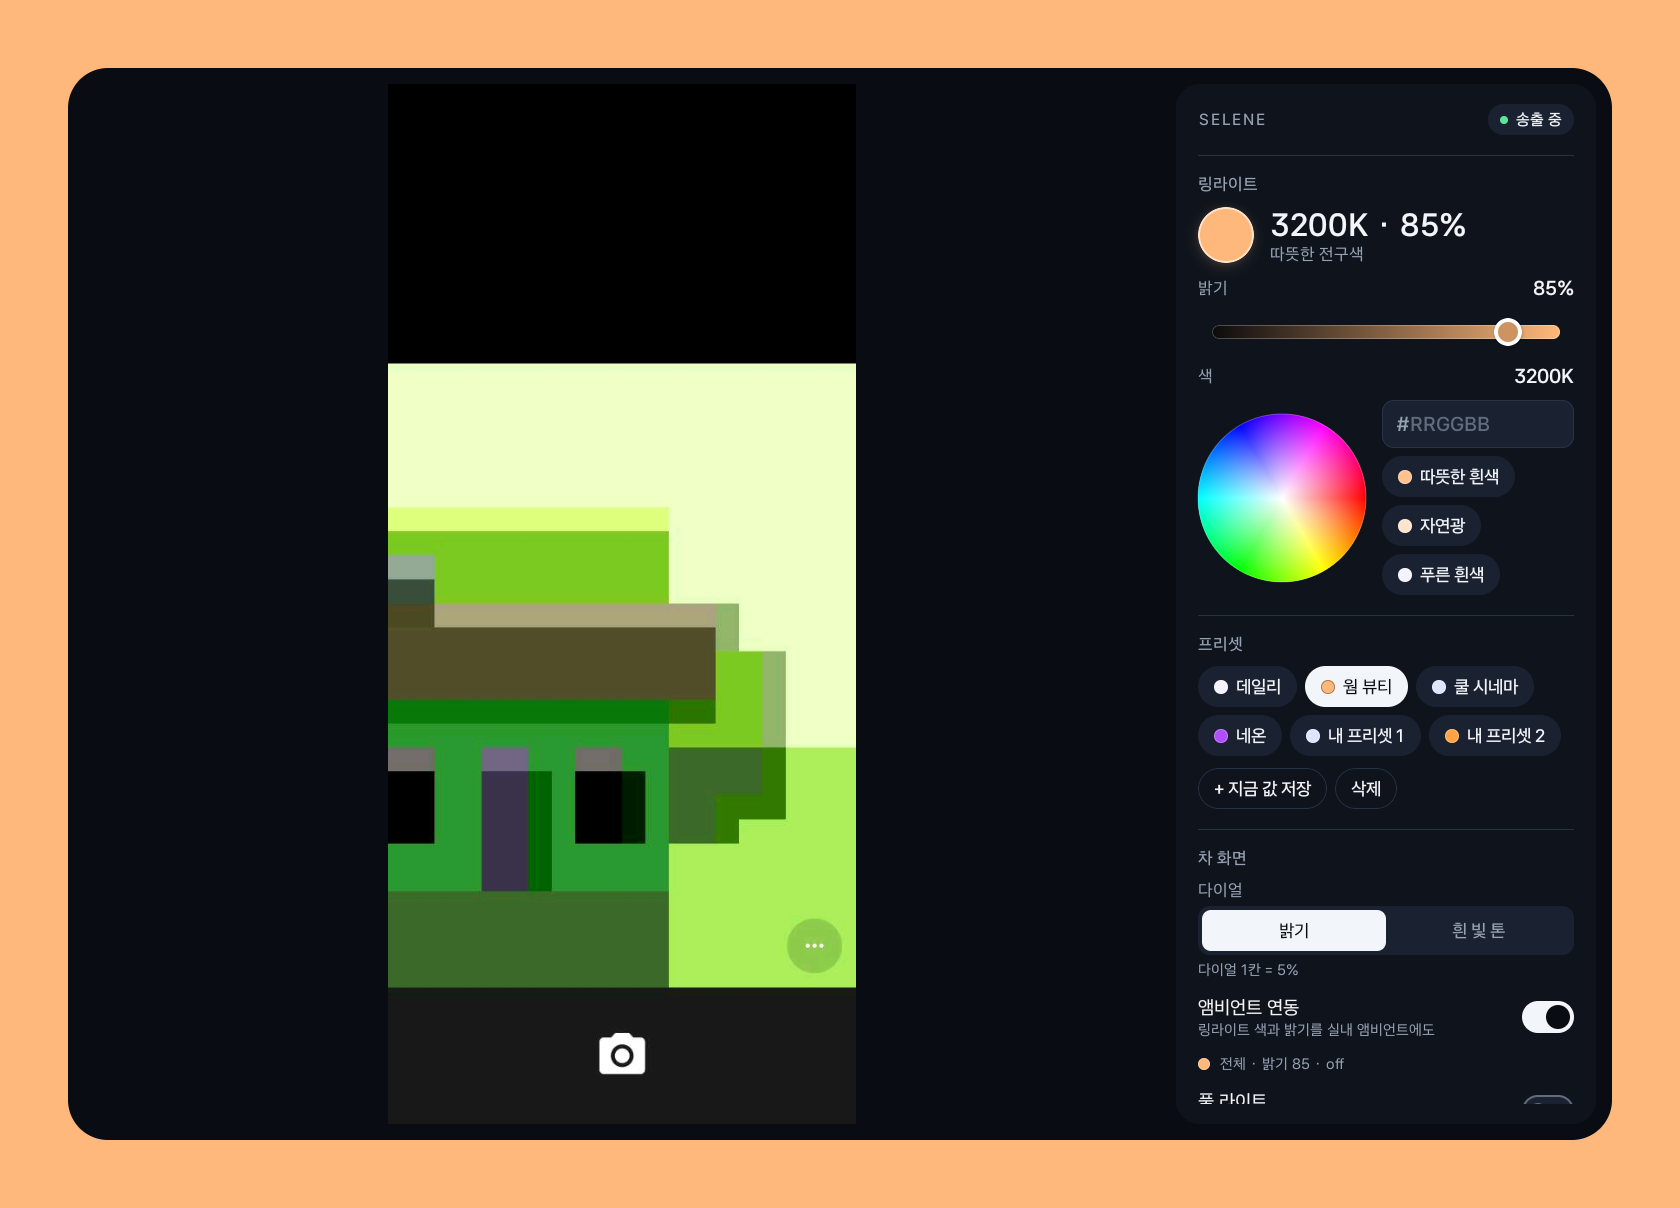 SELENE
송출 중
링라이트
3200K · 85%
따뜻한 전구색
밝기 85%
색 3200K
#RRGGBB
따뜻한 흰색
자연광
푸른 흰색
프리셋
데일리 웜 뷰티 쿨 시네마
네온 내 프리셋 1 내 프리셋 2
+ 지금 값 저장 삭제
차 화면
다이얼
밝기 흰 빛 톤
다이얼 1칸 = 5%
앰비언트 연동
링라이트 색과 밝기를 실내 앰비언트에도
전체 · 밝기 85 · off
풀 라이트